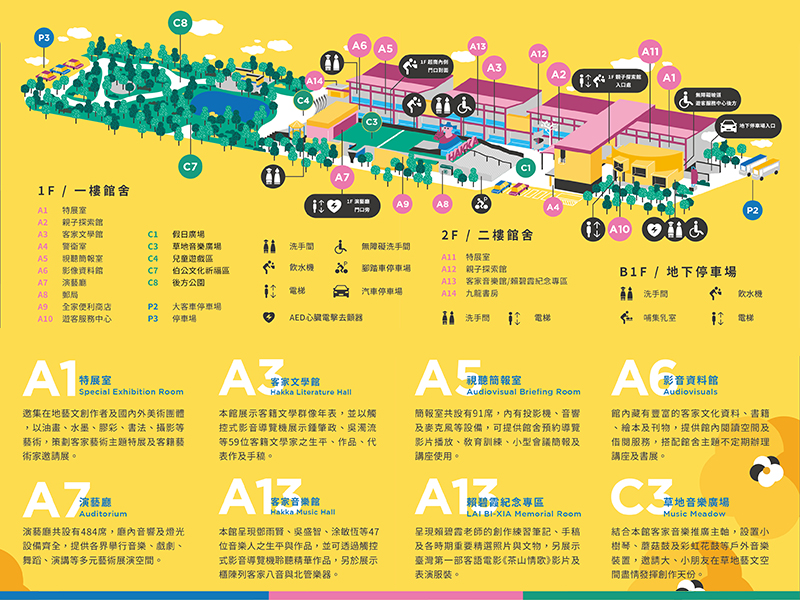 P3
C8
A6
A5
1F 超商內側
門口對面
A13
A3
A12
A2
1F 親子探索館
入口處
A11
A1
無障礙坡道
遊客服務中心後方
地下停車場入口
A14
C4
C3
HAKKA
C7
A7
1F 演藝廳
門口旁
A9
A8
C1
A4
A10
P2
1F / 一樓館舍
A1 特展室
A2 親子探索館
A3 客家文學館
A4 警衛室
A5 視聽簡報室
A6 影像資料館
A7 演藝廳
A8 郵局
A9 全家便利商店
A10 遊客服務中心
C1 假日廣場
C3 草地音樂廣場
C4 兒童遊戲區
C7 伯公文化祈福區
C8 後方公園
P2 大客車停車場
P3 停車場
洗手間
無障礙洗手間
飲水機
腳踏車停車場
電梯
汽車停車場
AED心臟電擊去顫器
2F / 二樓館舍
A11 特展室
A12 親子探索館
A13 客家音樂館/賴碧霞紀念專區
A14 九龍書房
洗手間
電梯
B1F / 地下停車場
洗手間
飲水機
哺集乳室
電梯
A1 特展室
Special Exhibition Room
邀集在地藝文創作者及國內外美術團體
，以油畫、水墨、膠彩、書法、攝影等
藝術，策劃客家藝術主題特展及客籍藝
術家邀請展。
A3 客家文學館
Hakka Literature Hall
本館展示客籍文學群像年表，並以觸
控式影音導覽機展示鍾肇政、吳濁流
等59位客籍文學家之生平、作品、代
表作及手稿。
A5 視聽簡報室
Audiovisual Briefing Room
簡報室共設有91席，內有投影機、音響
及麥克風等設備，可提供館舍預約導覽
影片播放、教育訓練、小型會議簡報及
講座使用。
A6 影音資料館
Audiovisuals
館內藏有豐富的客家文化資料、書籍
、繪本及刊物，提供館內閱讀空間及
借閱服務，搭配館舍主題不定期辦理
講座及書展。
A7 演藝廳
Auditorium
演藝廳共設有484席，廳內音響及燈光
設備齊全，提供各界舉行音樂、戲劇、
舞蹈、演講等多元藝術展演空間。
A13 客家音樂館
Hakka Music Hall
本館呈現鄧雨賢、吳盛智、涂敏恆等47
位音樂人之生平與作品，並可透過觸控
式影音導覽機聆聽精華作品，另於展示
櫃陳列客家八音與北管樂器。
A13 賴碧霞紀念專區
LAI BI-XIA Memorial Room
呈現賴碧霞老師的創作練習筆記、手稿
及各時期重要精選照片與文物，另展示
臺灣第一部客語電影《茶山情歌》影片及
表演服裝。
C3 草地音樂廣場
Music Meadow
結合本館客家音樂推廣主軸，設置小
樹琴、蘑菇鼓及彩虹花鼓等戶外音樂
裝置，邀請大、小朋友在草地藝文空
間盡情發揮創作天份。